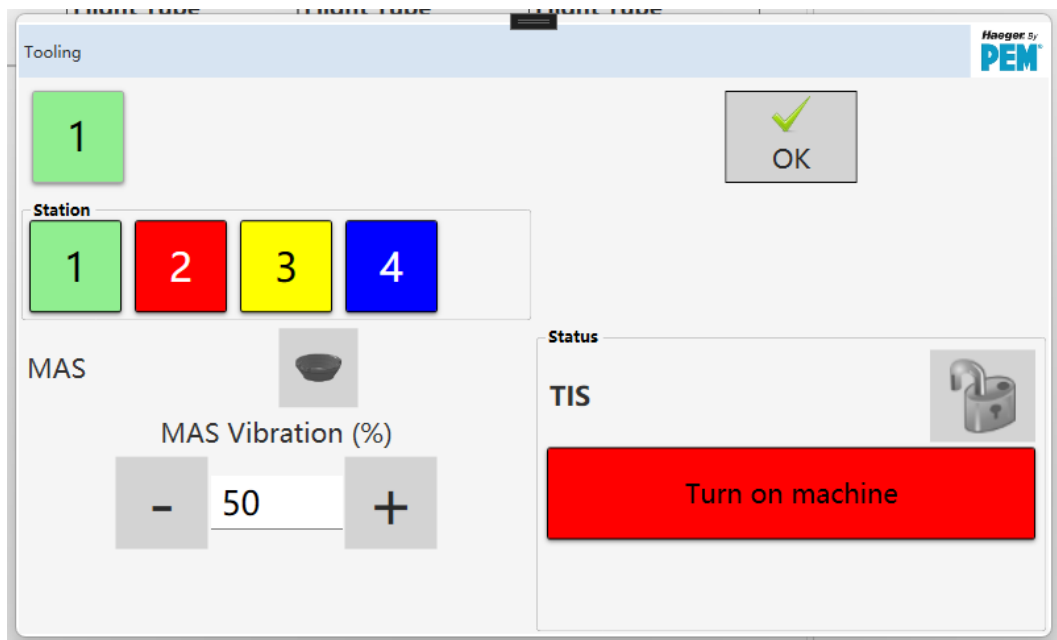 Tooling
Haeger. By
PEM®
1
OK
Station
1 2 3 4
Status
MAS
TIS
MAS Vibration (%)
- 50 +
Turn on machine